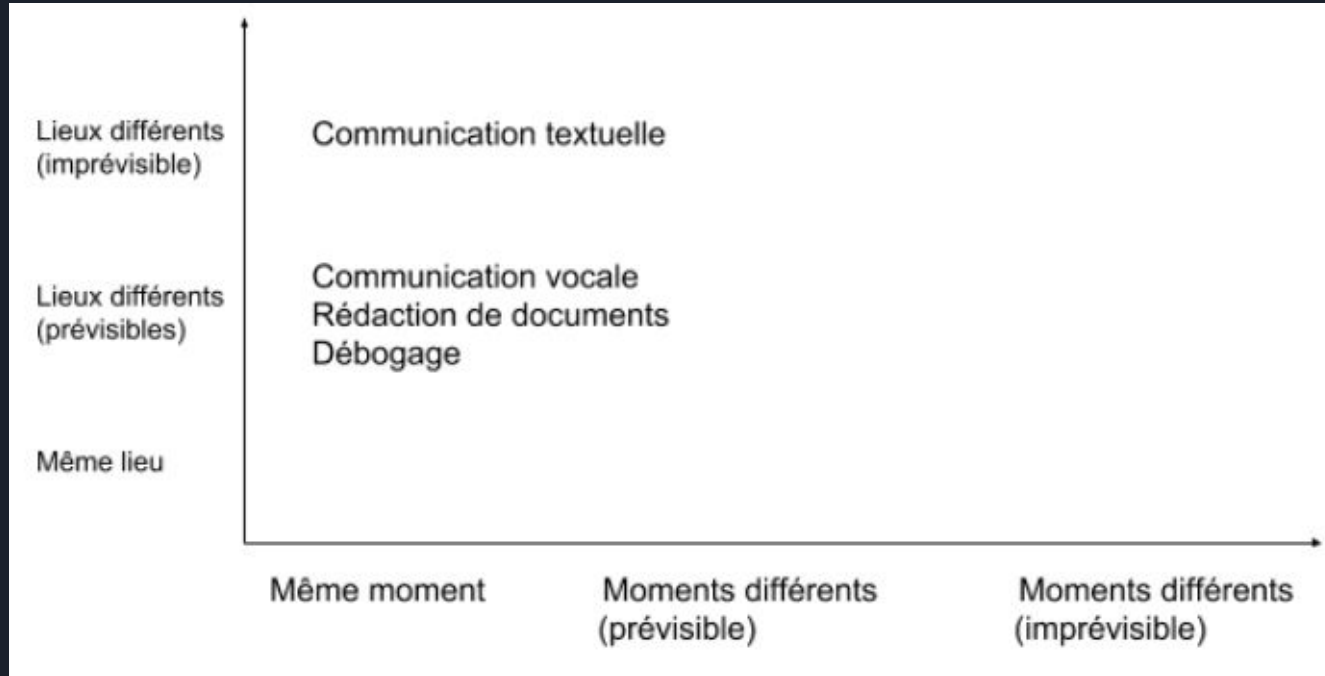 Lieux différents
(imprévisible)
Communication textuelle
Lieux différents
(prévisibles)
Communication vocale
Rédaction de documents
Débogage
Même lieu
Même moment
Moments différents
(prévisible)
Moments différents
(imprévisible)